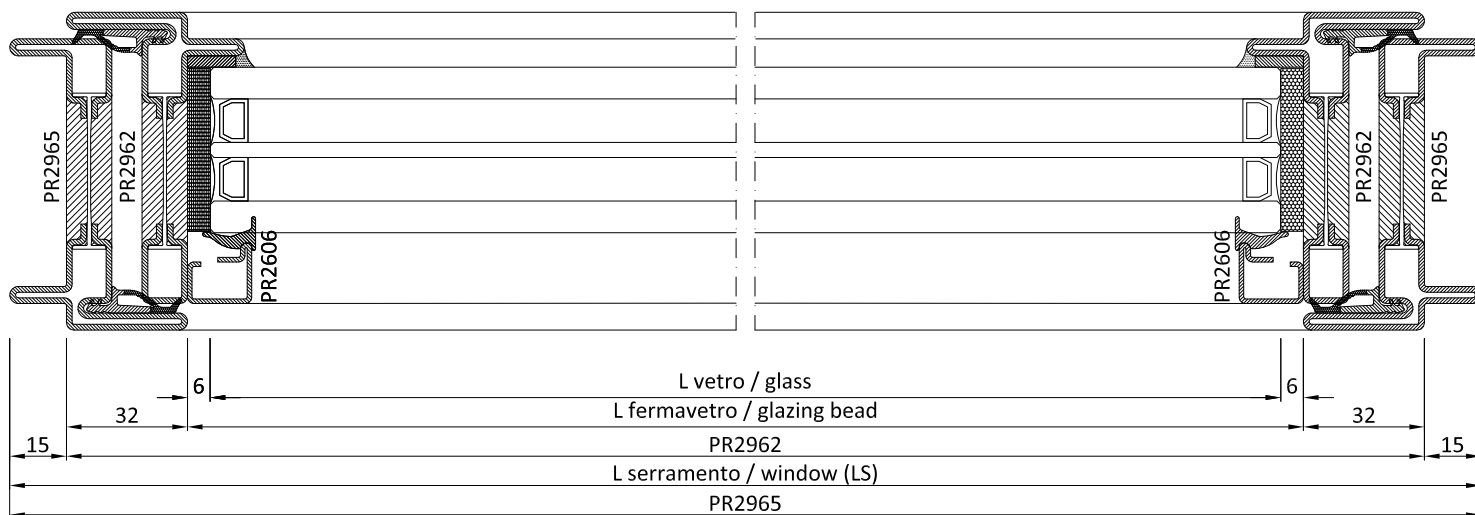 PR2965
PR2962
PR2606
PR2606
PR2962
PR2965
6
L vetro / glass
6
32
L fermavetro / glazing bead
32
15
PR2962
15
L serramento / window (LS)
PR2965